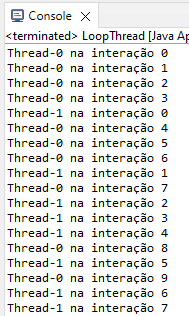 Console
<terminated> LoopThread [Java Ap
Thread-0 na interação 0
Thread-0 na interação 1
Thread-0 na interação 2
Thread-0 na interação 3
Thread-1 na interação 0
Thread-0 na interação 4
Thread-0 na interação 5
Thread-0 na interação 6
Thread-1 na interação 1
Thread-0 na interação 7
Thread-1 na interação 2
Thread-1 na interação 3
Thread-1 na interação 4
Thread-0 na interação 8
Thread-1 na interação 5
Thread-0 na interação 9
Thread-1 na interação 6
Thread-1 na interação 7